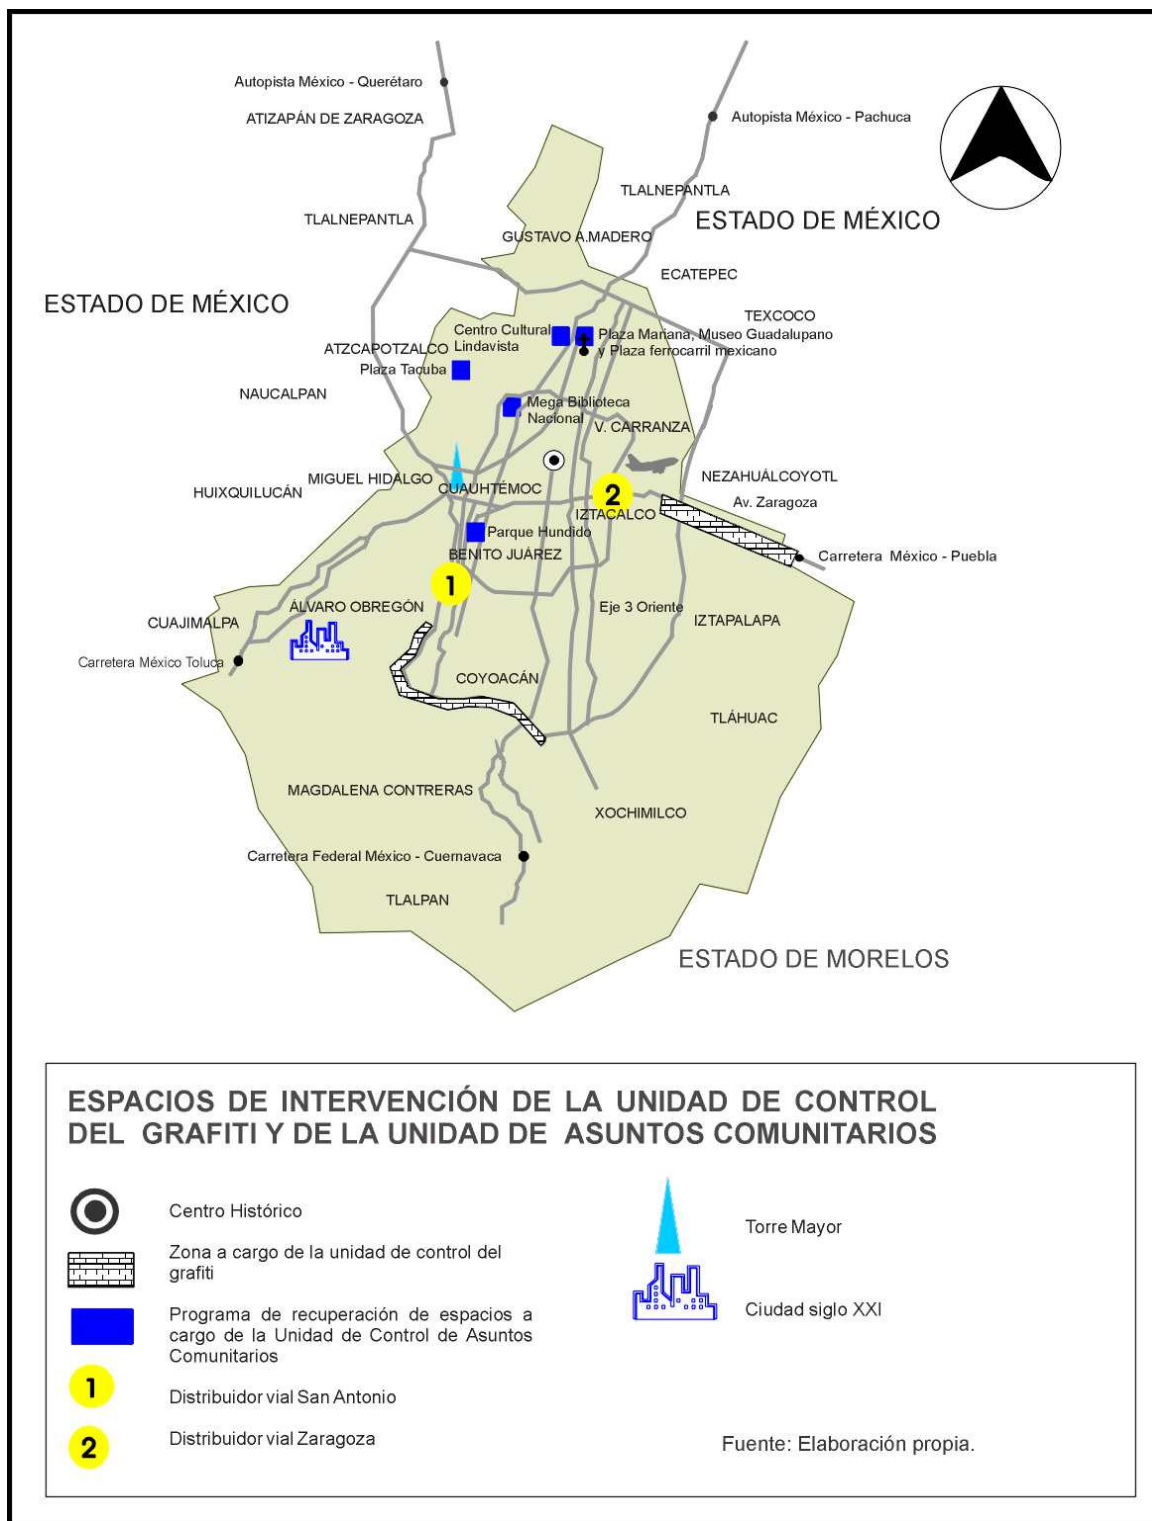 Autopista México - Querétaro
ATIZAPÁN DE ZARAGOZA
Autopista México - Pachuca
TLALNEPANTLA
TLALNEPANTLA
ESTADO DE MÉXICO
GUSTAVO A.MADERO
ECATEPEC
ESTADO DE MÉXICO
TEXCOCO
Centro Cultural
Lindavista
Plaza Mariana, Museo Guadalupano
y Plaza ferrocarril mexicano
ATZCAPOTZALCO
Plaza Tacuba
NAUCALPAN
Mega Biblioteca
Nacional
V. CARRANZA
MIGUEL HIDALGO
NEZAHUÁLCOYOTL
HUIXQUILUCÁN
CUAUHTÉMOC
2
Av. Zaragoza
IZTACALCO
Parque Hundido
BENITO JUÁREZ
Carretera México - Puebla
1
ÁLVARO OBREGÓN
Eje 3 Oriente
CUAJIMALPA
IZTAPALAPA
Carretera México Toluca
COYOACÁN
TLÁHUAC
MAGDALENA CONTRERAS
XOCHIMILCO
Carretera Federal México - Cuernavaca
TLALPAN
ESTADO DE MORELOS
ESPACIOS DE INTERVENCIÓN DE LA UNIDAD DE CONTROL
DEL GRAFITI Y DE LA UNIDAD DE ASUNTOS COMUNITARIOS
Centro Histórico
Zona a cargo de la unidad de control del
grafiti
Programa de recuperación de espacios a
cargo de la Unidad de Control de Asuntos
Comunitarios
1
Distribuidor vial San Antonio
2
Distribuidor vial Zaragoza
Torre Mayor
Ciudad siglo XXI
Fuente: Elaboración propia.